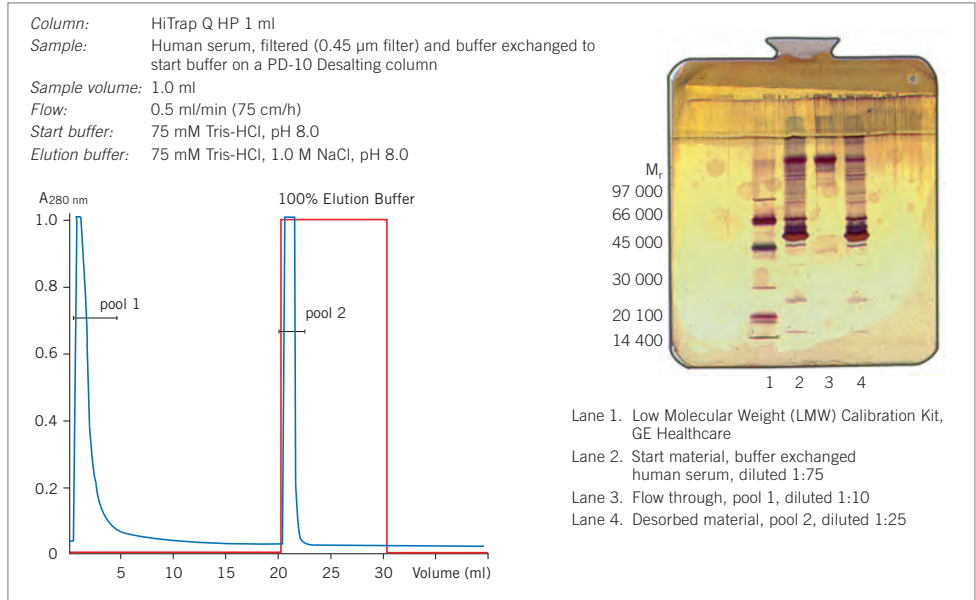 Column: HiTrap Q HP 1 ml
Sample: Human serum, filtered (0.45 µm filter) and buffer exchanged to
start buffer on a PD-10 Desalting column
Sample volume: 1.0 ml
Flow: 0.5 ml/min (75 cm/h)
Start buffer: 75 mM Tris-HCl, pH 8.0
Elution buffer: 75 mM Tris-HCl, 1.0 M NaCl, pH 8.0
A280 nm
100% Elution Buffer
1.0
0.8
pool 1
pool 2
0.6
0.4
0.2
0
5 10 15 20 25 30 Volume (ml)
Mr
97 000
66 000
45 000
30 000
20 100
14 400
1 2 3 4
Lane 1. Low Molecular Weight (LMW) Calibration Kit,
GE Healthcare
Lane 2. Start material, buffer exchanged
human serum, diluted 1:75
Lane 3. Flow through, pool 1, diluted 1:10
Lane 4. Desorbed material, pool 2, diluted 1:25